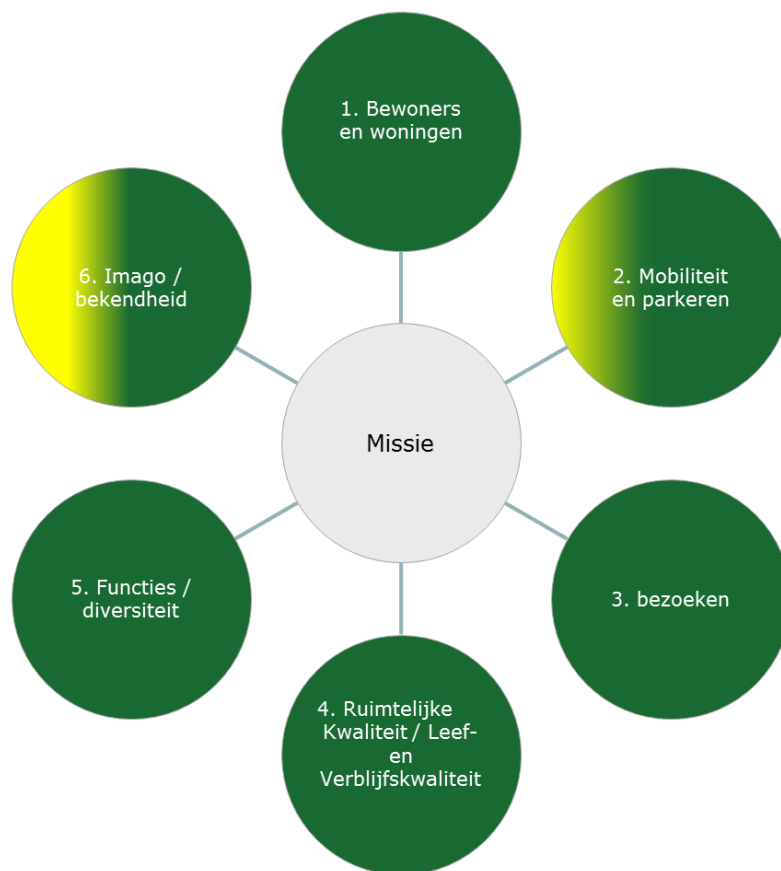 1. Bewoners
en woningen
6. Imago /
bekendheid
2. Mobiliteit
en parkeren
Missie
5. Functies /
diversiteit
3. bezoeken
4. Ruimtelijke
Kwaliteit / Leef-
en
Verblijfskwaliteit